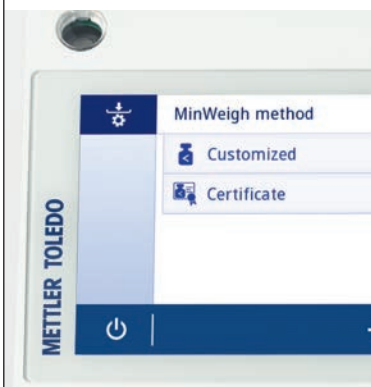 MinWeigh method
Customized
Certificate
METTLER TOLEDO